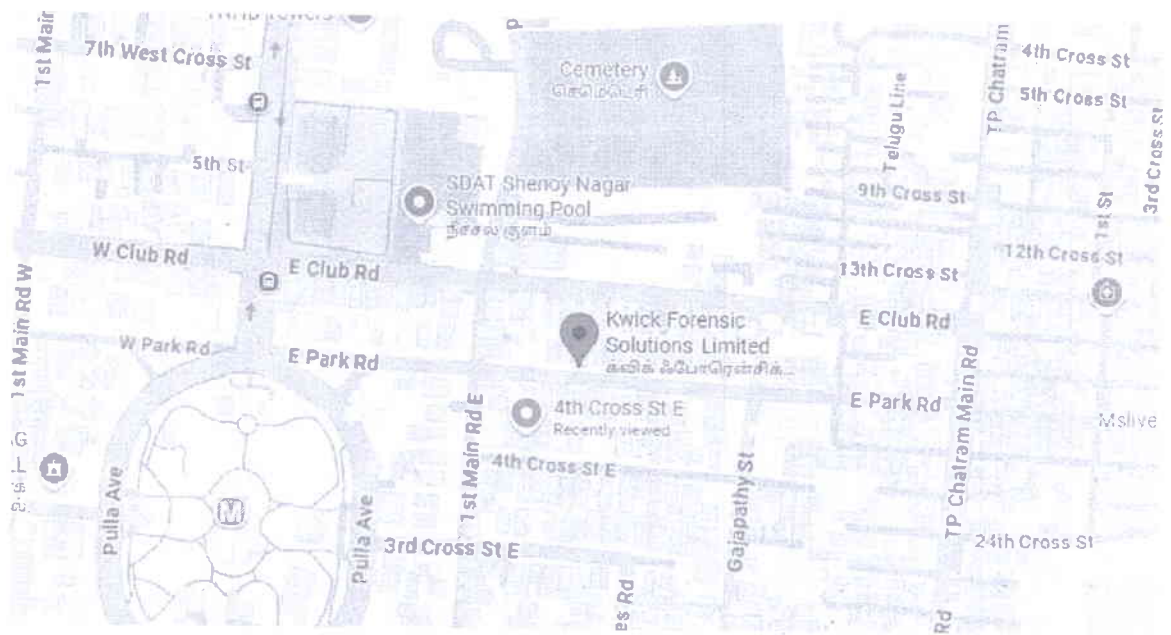 1st Main
7th West Cross St
5th St
Cemetery
SDAT Shenoy Nagar
Swimming Pool
நீச்சல் குளம்
Telugu Line
TP Chatram
4th Cross St
5th Cross St
3rd Cross St
9th Cross St
1st St
12th Cross St
13th Cross St
W Club Rd
E Club Rd
E Club Rd
1st Main Rd W
W Park Rd
E Park Rd
Kwick Forensic
Solutions Limited
E Park Rd
4th Cross St E
Recently viewed
4th Cross St E
1st Main Rd E
Gajapathy St
TP Chatram Main Rd
Mslive
24th Cross St
Pulla Ave
M
Pulla Ave
3rd Cross St E
es Rd
Rd